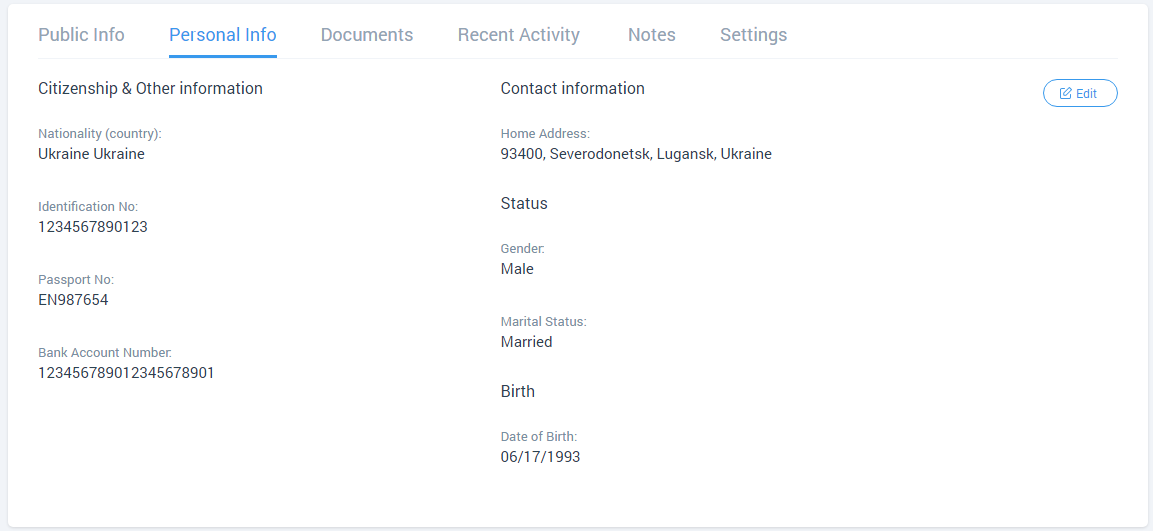 Public Info Personal Info Documents Recent Activity Notes Settings
Citizenship & Other information
Nationality (country):
Ukraine Ukraine
Identification No:
1234567890123
Passport No:
EN987654
Bank Account Number:
123456789012345678901
Contact information
Edit
Home Address:
93400, Severodonetsk, Lugansk, Ukraine
Status
Gender:
Male
Marital Status:
Married
Birth
Date of Birth:
06/17/1993